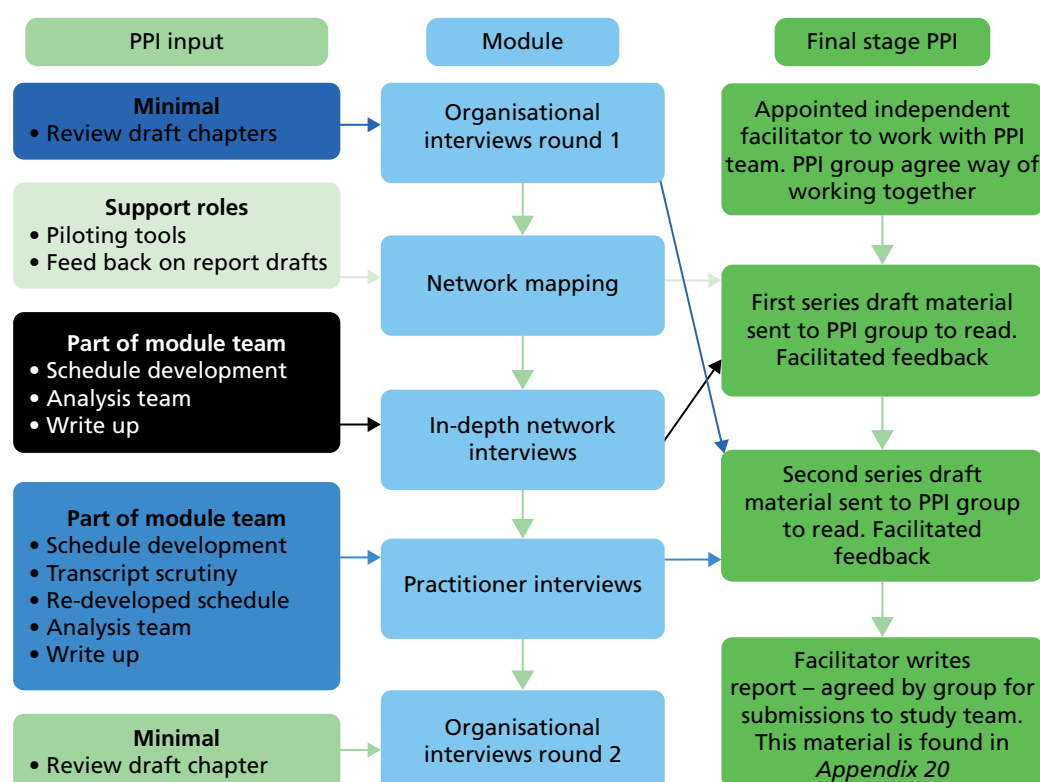 PPI input
Module
Final stage PPI
Minimal
• Review draft chapters
Support roles
• Piloting tools
• Feed back on report drafts
Part of module team
• Schedule development
• Analysis team
• Write up
Part of module team
• Schedule development
• Transcript scrutiny
• Re-developed schedule
• Analysis team
• Write up
Minimal
• Review draft chapter
Organisational
interviews round 1
Network mapping
In-depth network
interviews
Practitioner interviews
Organisational
interviews round 2
Appointed independent
facilitator to work with PPI
team. PPI group agree way of
working together
First series draft material
sent to PPI group to read.
Facilitated feedback
Second series draft
material sent to PPI group
to read. Facilitated
feedback
Facilitator writes
report – agreed by group for
submissions to study team.
This material is found in
Appendix 20